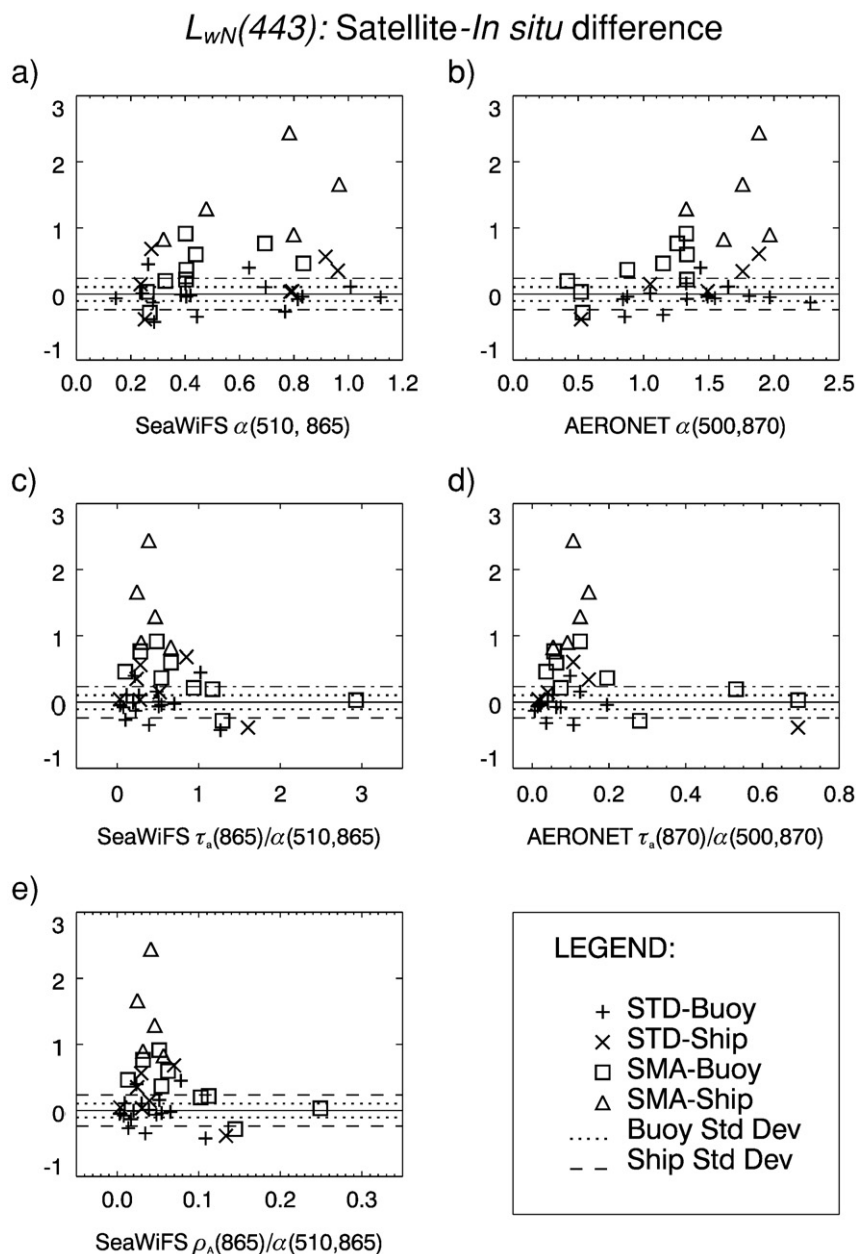 LwN(443): Satellite-In situ difference
a)
3
2
1
0
-1
0.0 0.2 0.4 0.6 0.8 1.0 1.2
SeaWiFS α(510, 865)
b)
3
2
1
0
-1
0.0 0.5 1.0 1.5 2.0 2.5
AERONET α(500,870)
c)
3
2
1
0
-1
0 1 2 3
SeaWiFS τa(865)/α(510,865)
d)
3
2
1
0
-1
0.0 0.2 0.4 0.6 0.8
AERONET τa(870)/α(500,870)
e)
3
2
1
0
-1
0.0 0.1 0.2 0.3
SeaWiFS ρA(865)/α(510,865)
LEGEND:
STD-Buoy
STD-Ship
SMA-Buoy
SMA-Ship
Buoy Std Dev
Ship Std Dev